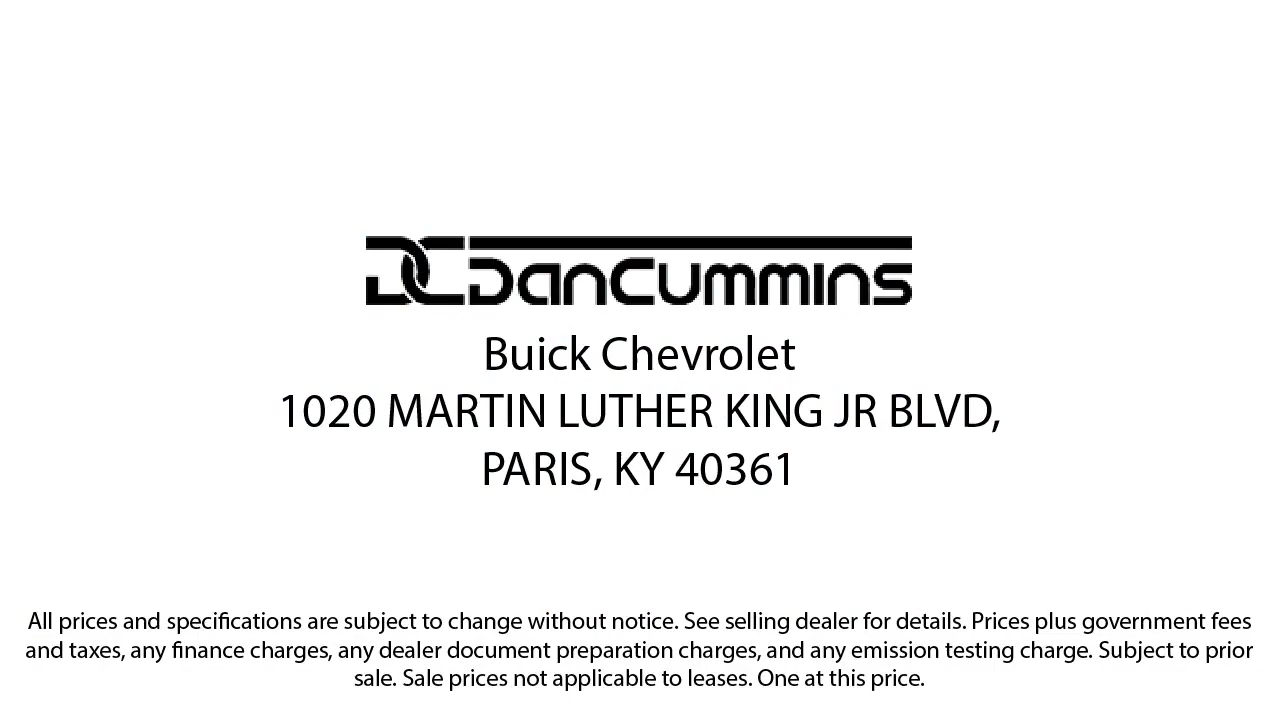 DC DanCummins
Buick Chevrolet
1020 MARTIN LUTHER KING JR BLVD,
PARIS, KY 40361
All prices and specifications are subject to change without notice. See selling dealer for details. Prices plus government fees
and taxes, any finance charges, any dealer document preparation charges, and any emission testing charge. Subject to prior
sale. Sale prices not applicable to leases. One at this price.